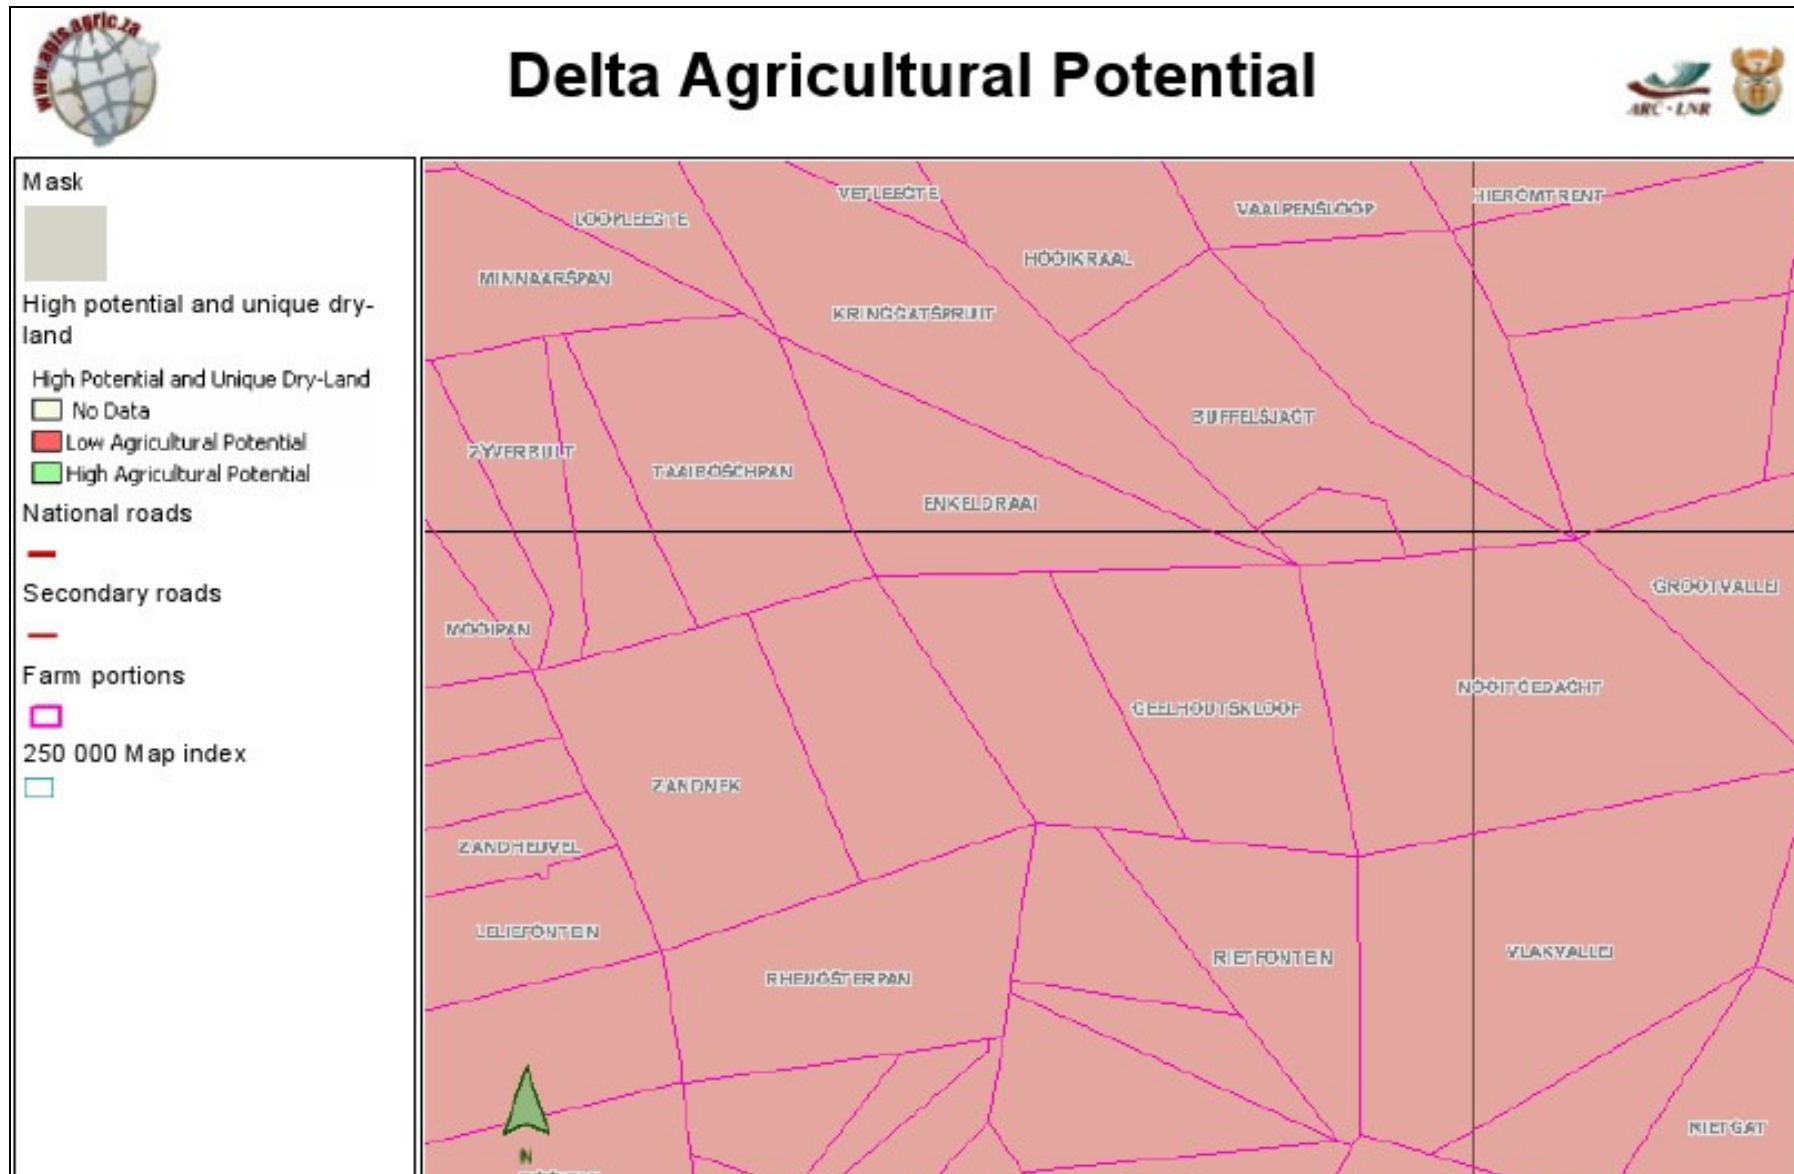 www.agis.agric.za
Delta Agricultural Potential
ARC • LNR
Mask
High potential and unique dry-
land
High Potential and Unique Dry-Land
No Data
Low Agricultural Potential
High Agricultural Potential
National roads
Secondary roads
Farm portions
250 000 Map index
VETLEEGTE
HIEROMTRENT
LOOPLEEGTE
VAALPENSLOOP
HOOIKRAAL
MINNAARSPAN
KRINGGATSPRUIT
BUFFELSJAGT
ZYVERBULT
TAAIBOSCHPAN
ENKELDRAAI
GROOTVALLEI
MOOIPAN
NOOITGEDACHT
GEELHOUTSKLOOF
ZANDNEK
ZANDHEUVEL
LELIEFONTEIN
VLAKVALLEI
RIETFONTEIN
RHENOSTERPAN
RIETGAT
N